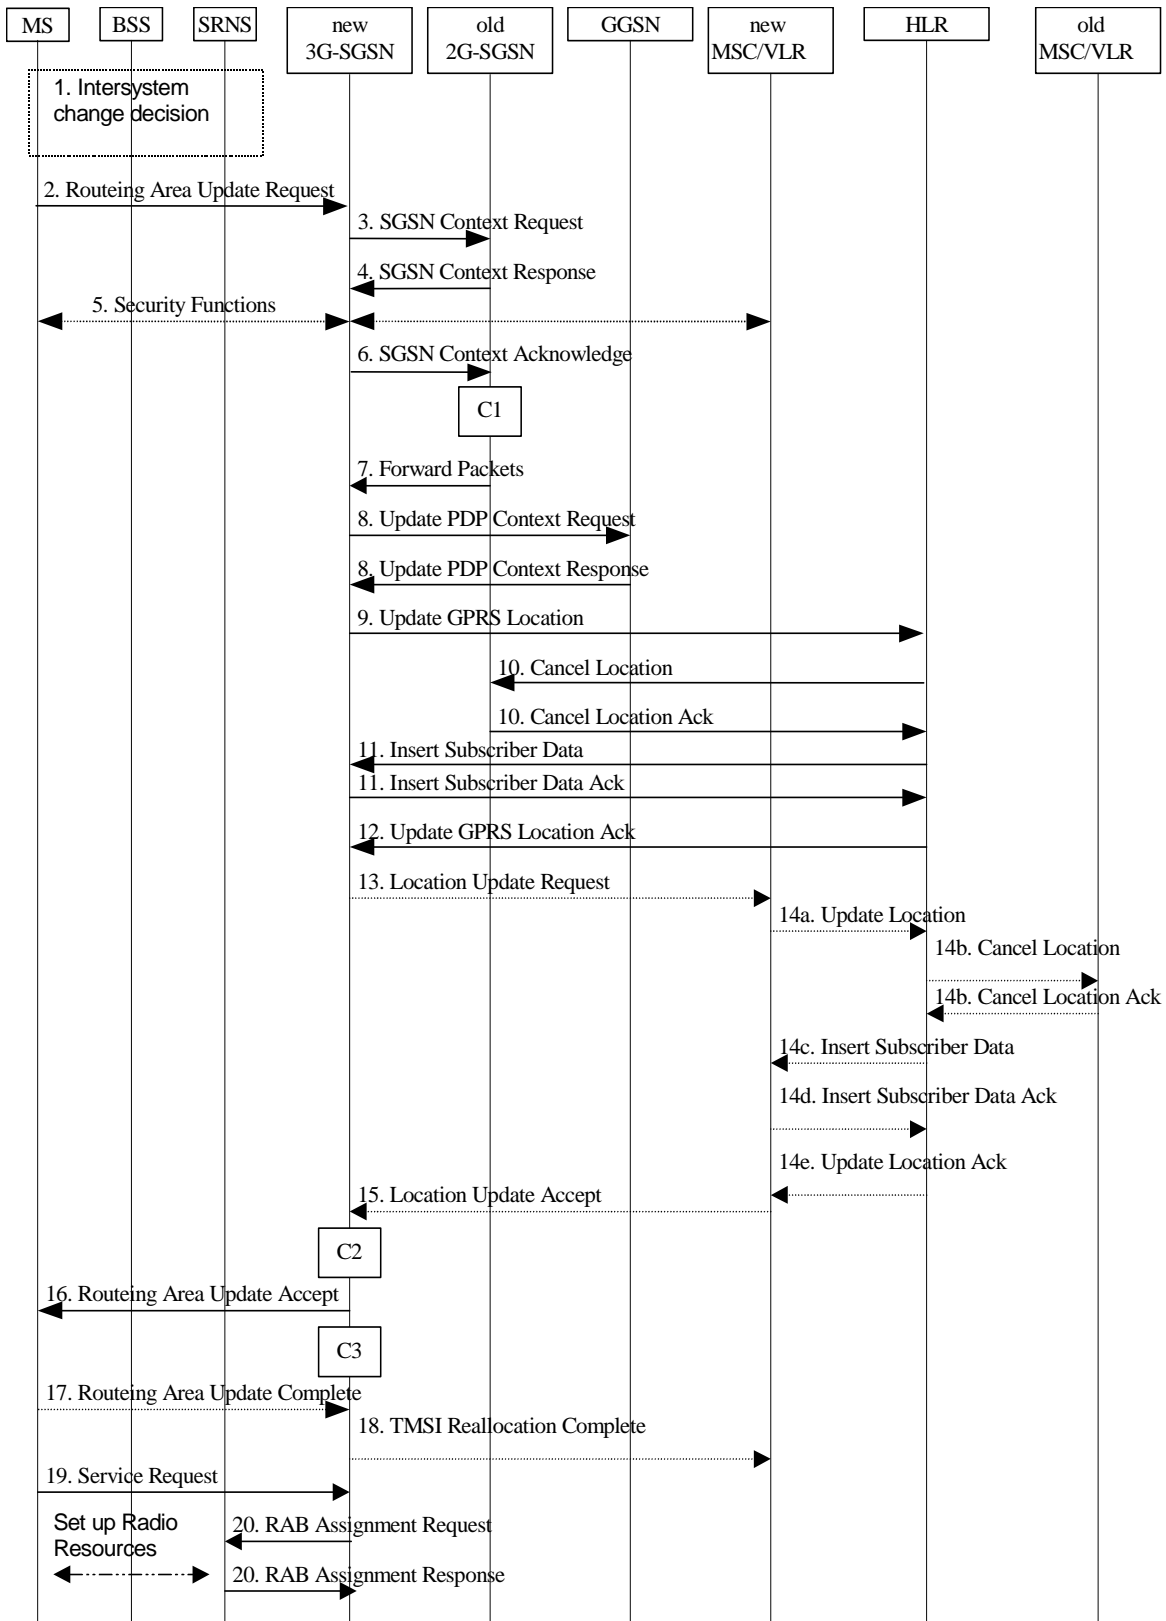 MS
BSS
SRNS
new
3G-SGSN
old
2G-SGSN
GGSN
new
MSC/VLR
HLR
old
MSC/VLR
1. Intersystem
change decision
2. Routeing Area Update Request
3. SGSN Context Request
4. SGSN Context Response
5. Security Functions
6. SGSN Context Acknowledge
C1
7. Forward Packets
8. Update PDP Context Request
8. Update PDP Context Response
9. Update GPRS Location
10. Cancel Location
10. Cancel Location Ack
11. Insert Subscriber Data
11. Insert Subscriber Data Ack
12. Update GPRS Location Ack
13. Location Update Request
14a. Update Location
14b. Cancel Location
14b. Cancel Location Ack
14c. Insert Subscriber Data
14d. Insert Subscriber Data Ack
14e. Update Location Ack
15. Location Update Accept
C2
16. Routeing Area Update Accept
C3
17. Routeing Area Update Complete
18. TMSI Reallocation Complete
19. Service Request
Set up Radio
Resources
20. RAB Assignment Request
20. RAB Assignment Response